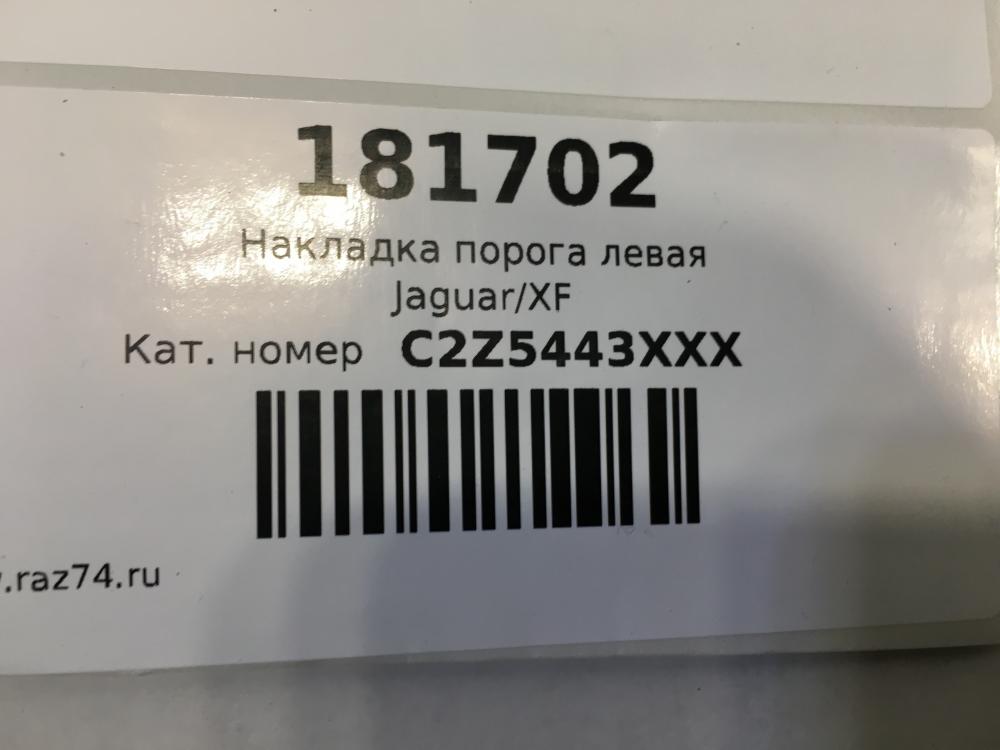 181702
Накладка порога левая
Jaguar/XF
Кат. номер C2Z5443XXX
.raz74.ru